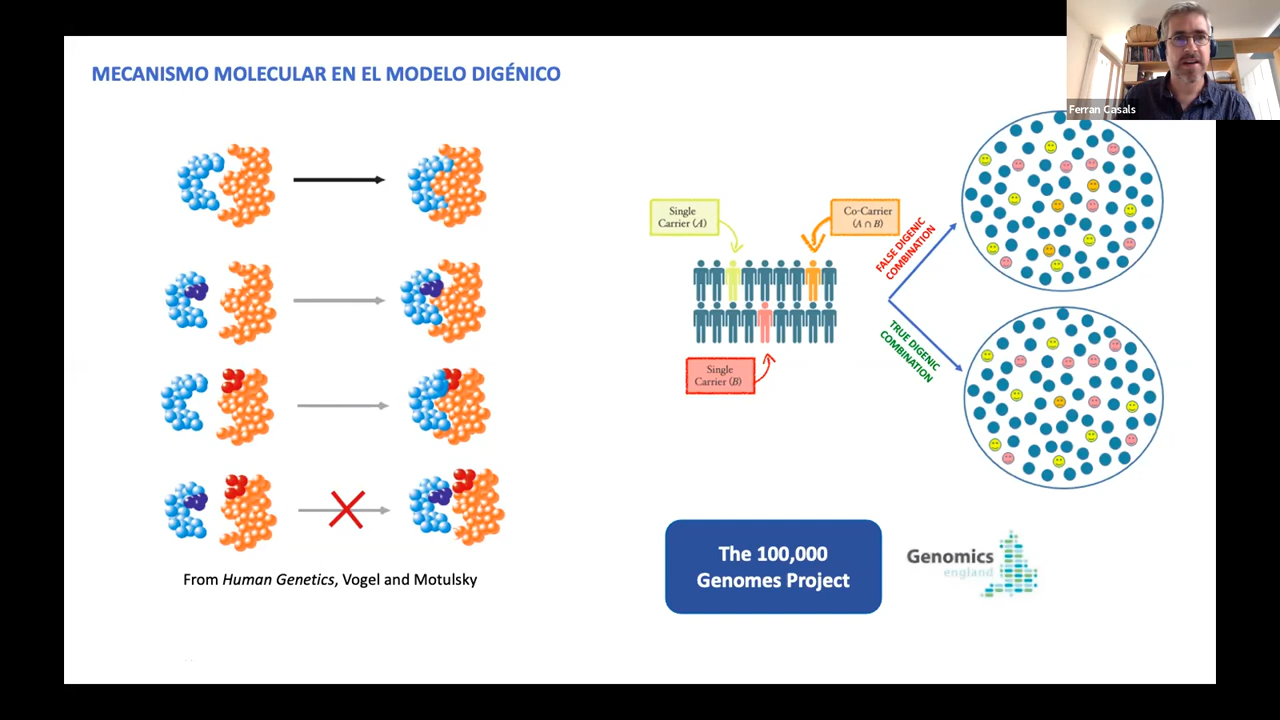 MECANISMO MOLECULAR EN EL MODELO DIGÉNICO
Ferran Casals
Single
Carrier (A)
Co-Carrier
(A ∩ B)
FALSE DIGENIC
COMBINATION
TRUE DIGENIC
COMBINATION
Single
Carrier (B)
The 100,000
Genomes Project
Genomics
england
From Human Genetics, Vogel and Motulsky